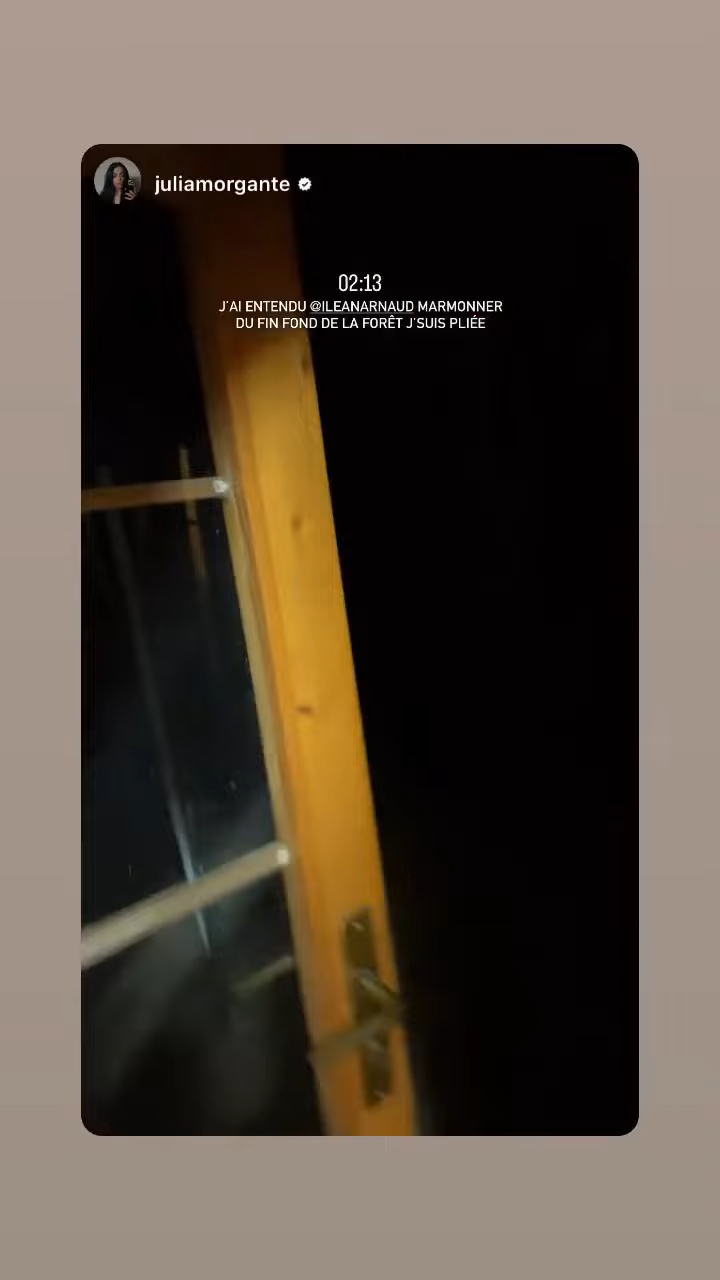 juliamorgante
02:13
J'AI ENTENDU @ILEANARNAUD MARMONNER
DU FIN FOND DE LA FORÊT J'SUIS PLIÉE